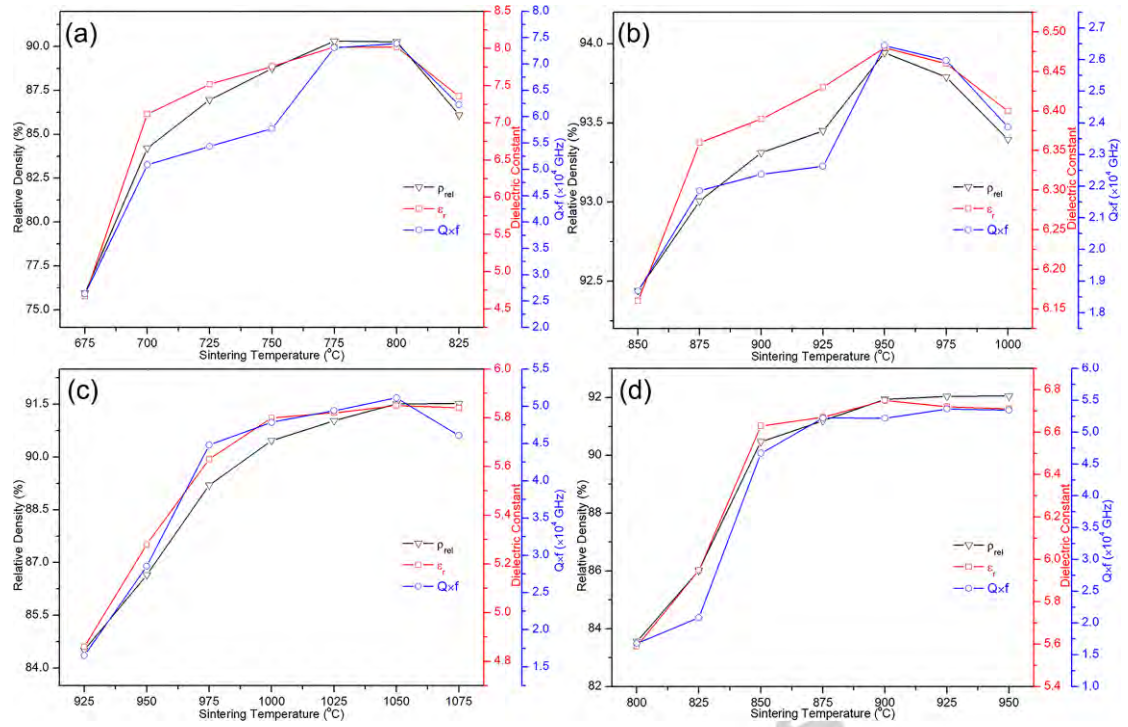 (a)
Relative Density (%)
90.0
87.5
85.0
82.5
80.0
77.5
75.0
675 700 725 750 775 800 825
Sintering Temperature (°C)
ρrel
εr
Q×f
8.0
7.5
7.0
6.5
6.0
5.5
5.0
4.5
Dielectric Constant
8.0
7.5
7.0
6.5
6.0
5.5
5.0
4.5
4.0
3.5
3.0
2.5
2.0
Q×f (×10⁴ GHz)
(b)
Relative Density (%)
94.0
93.5
93.0
92.5
850 875 900 925 950 975 1000
Sintering Temperature (°C)
ρrel
εr
Q×f
6.50
6.45
6.40
6.35
6.30
6.25
6.20
6.15
Dielectric Constant
2.7
2.6
2.5
2.4
2.3
2.2
2.1
2.0
1.9
1.8
Q×f (×10⁴ GHz)
(c)
Relative Density (%)
91.5
90.0
88.5
87.0
85.5
84.0
925 950 975 1000 1025 1050 1075
Sintering Temperature (°C)
ρrel
εr
Q×f
6.0
5.8
5.6
5.4
5.2
5.0
4.8
Dielectric Constant
5.5
5.0
4.5
4.0
3.5
3.0
2.5
2.0
1.5
Q×f (×10⁴ GHz)
(d)
Relative Density (%)
92
90
88
86
84
82
800 825 850 875 900 925 950
Sintering Temperature (°C)
ρrel
εr
Q×f
6.8
6.6
6.4
6.2
6.0
5.8
5.6
5.4
Dielectric Constant
6.0
5.5
5.0
4.5
4.0
3.5
3.0
2.5
2.0
1.5
1.0
Q×f (×10⁴ GHz)